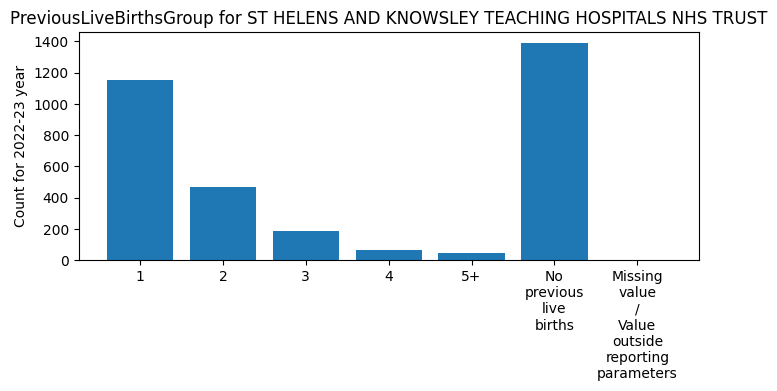 PreviousLiveBirthsGroup for ST HELENS AND KNOWSLEY TEACHING HOSPITALS NHS TRUST
Count for 2022-23 year
1400
1200
1000
800
600
400
200
0
1
2
3
4
5+
No
previous
live
births
Missing
value
/
Value
outside
reporting
parameters